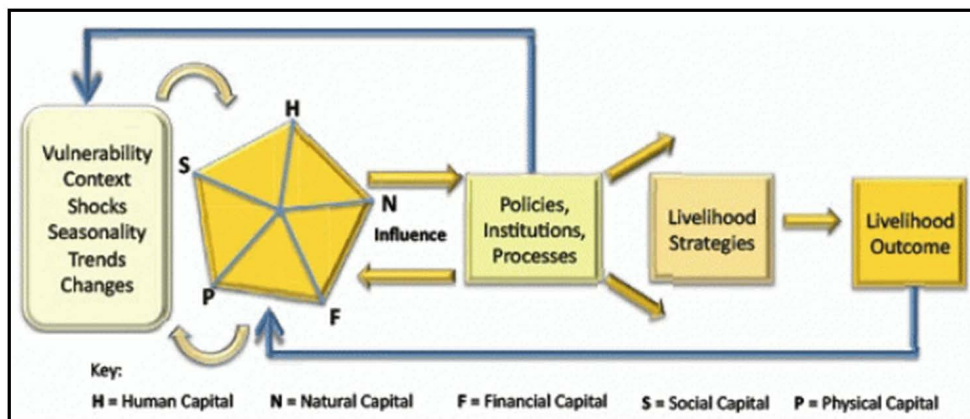 Vulnerability
Context
Shocks
Seasonality
Trends
Changes
H
S
N
P
F
Influence
Policies,
Institutions,
Processes
Livelihood
Strategies
Livelihood
Outcome
Key:
H = Human Capital N = Natural Capital F = Financial Capital S = Social Capital P = Physical Capital